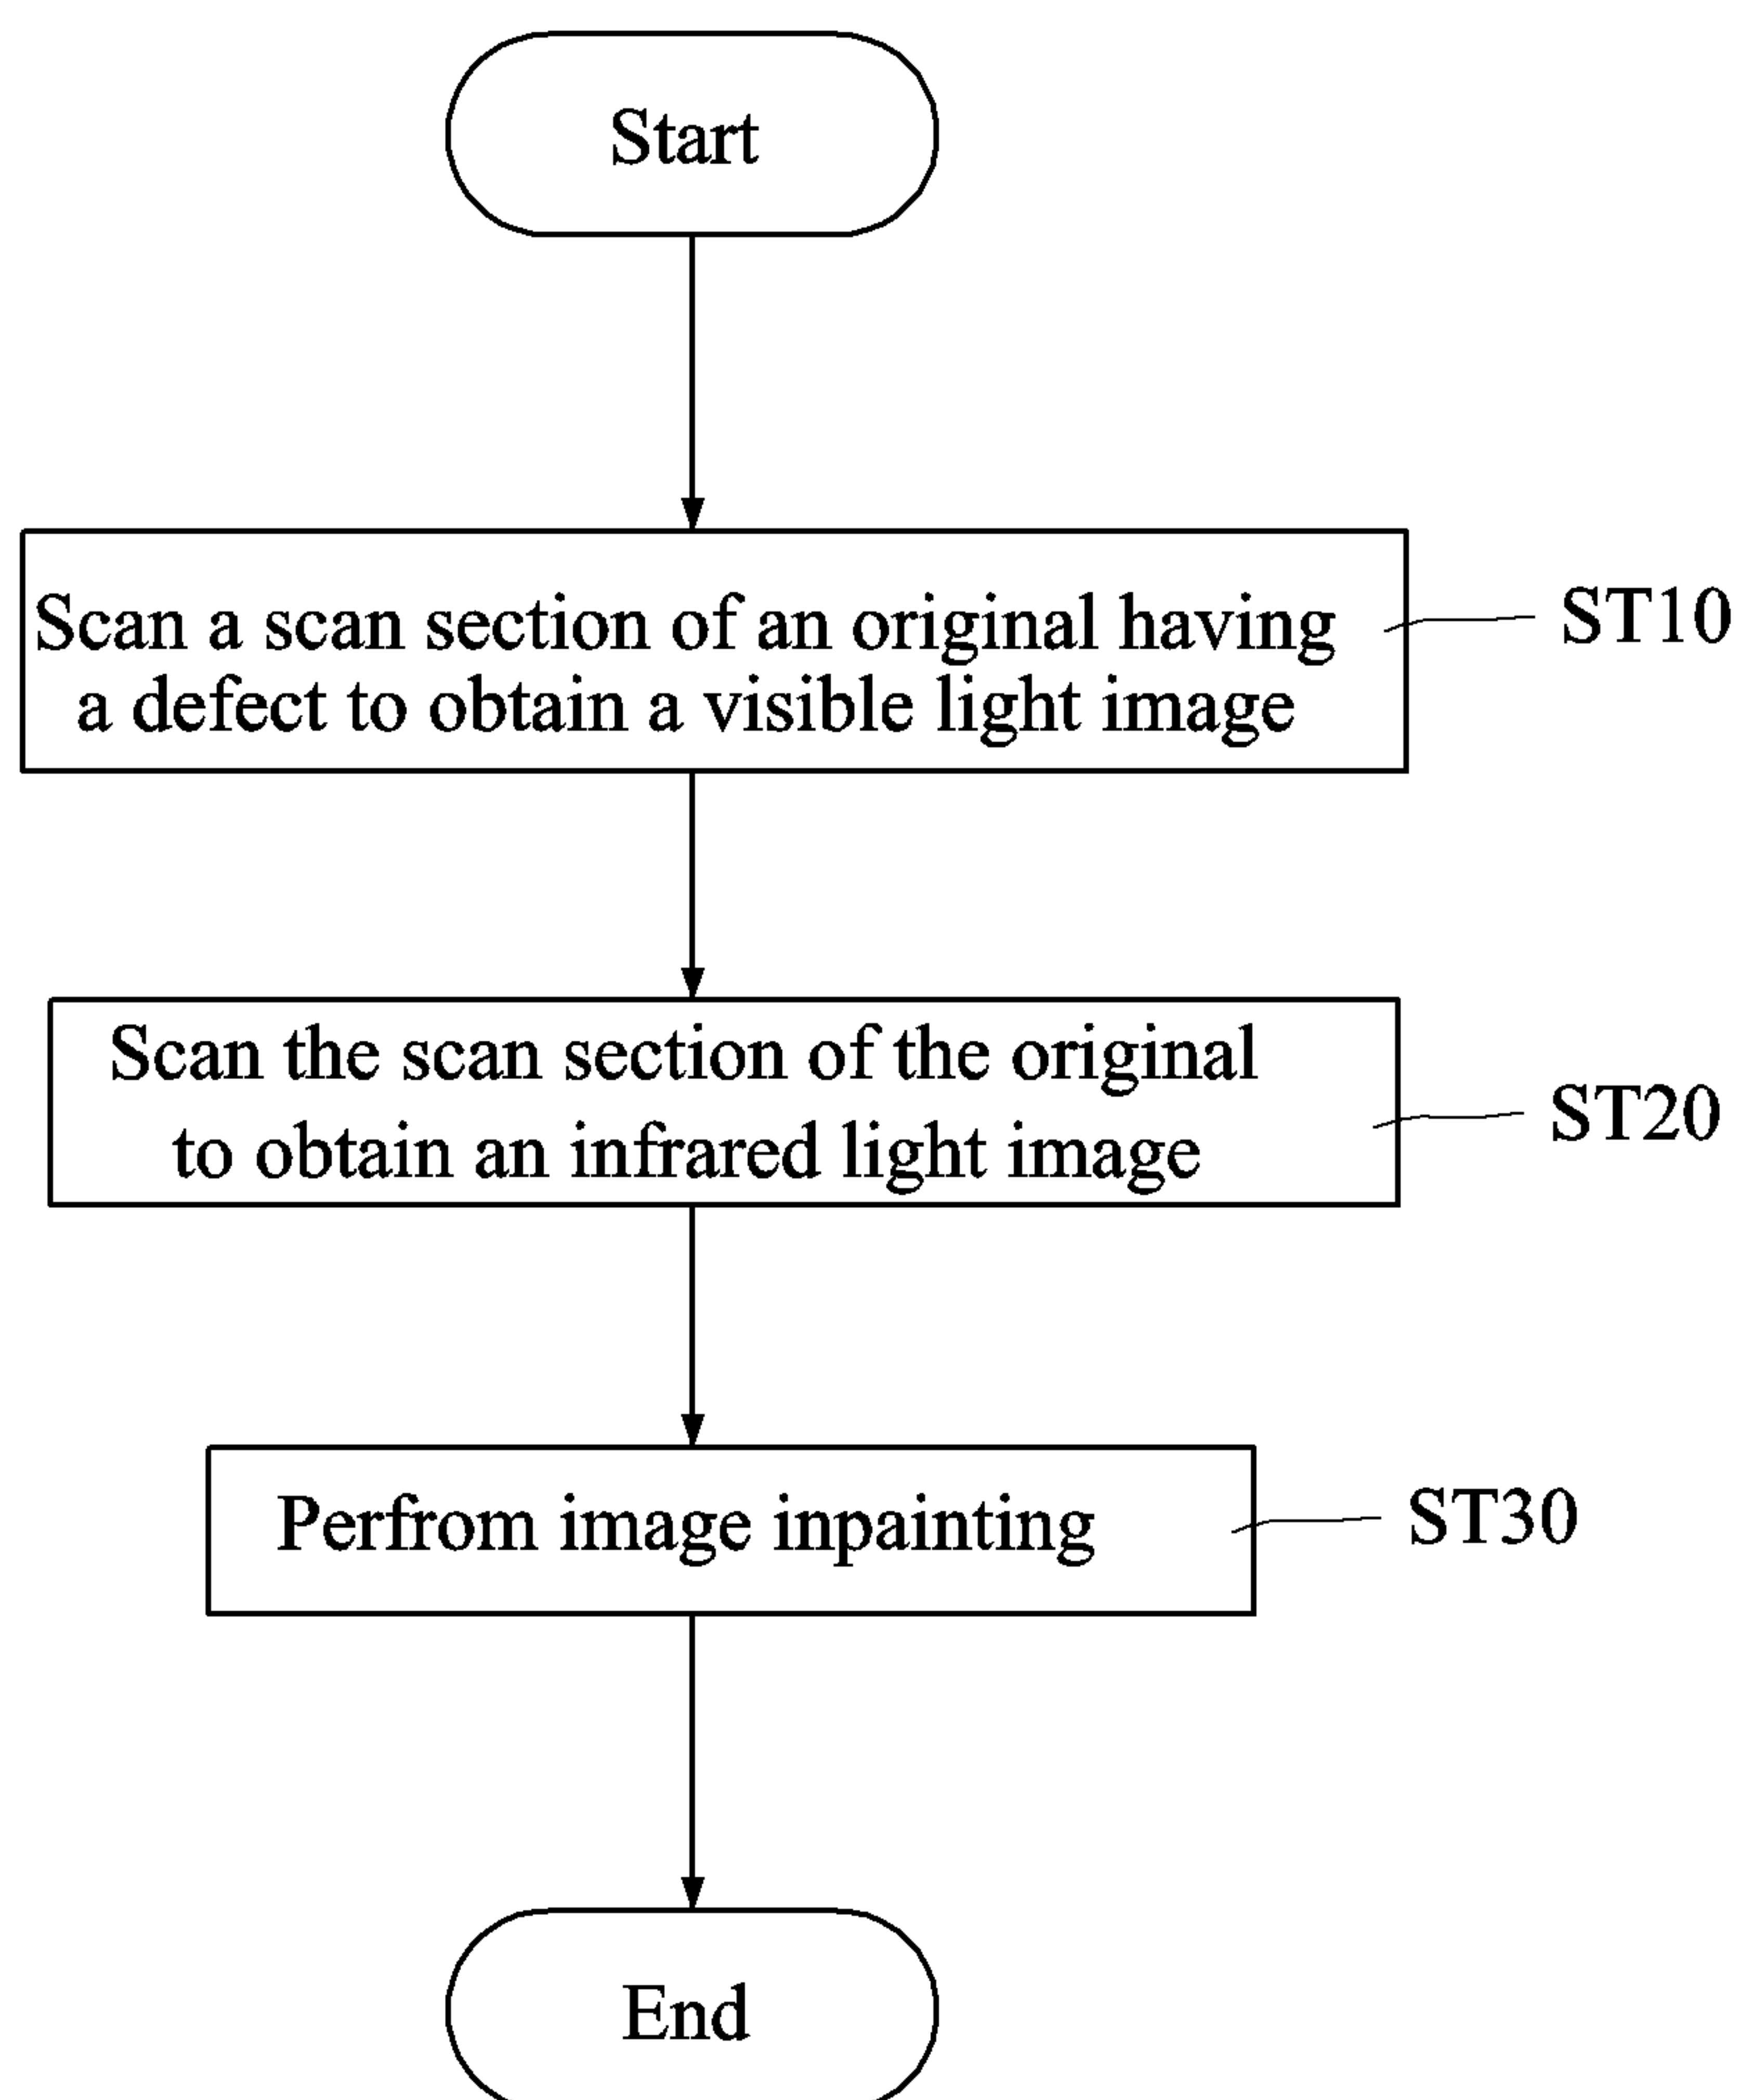 Start
Scan a scan section of an original having
a defect to obtain a visible light image
ST10
Scan the scan section of the original
to obtain an infrared light image
ST20
Perfrom image inpainting
ST30
End